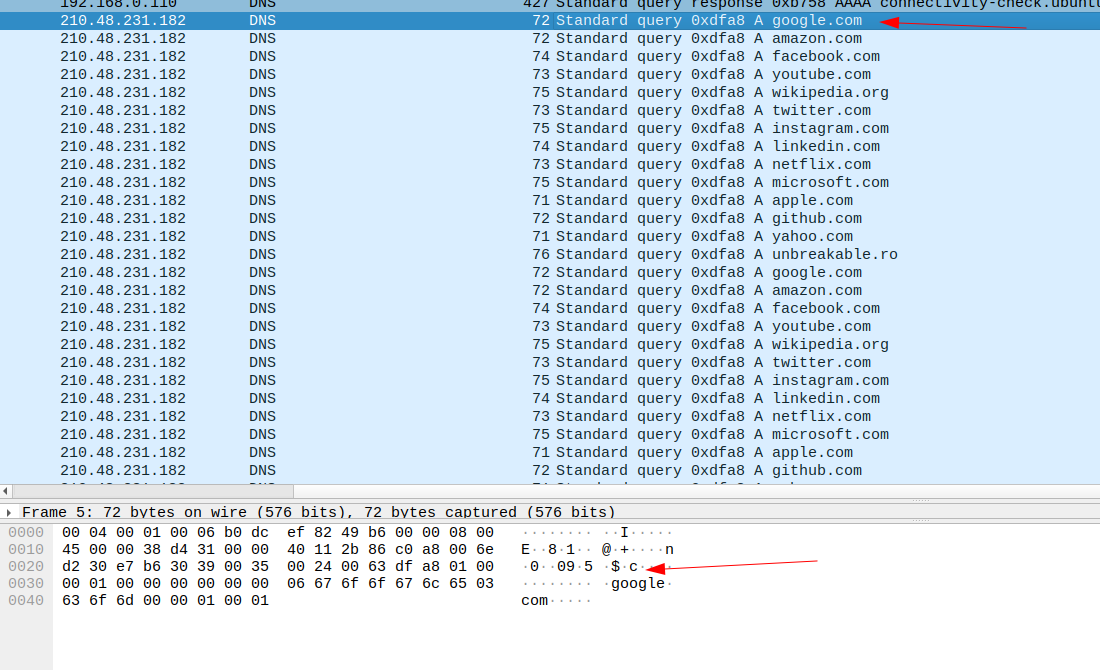 192.168.0.110 DNS 427 Standard query response 0xb758 AAAA connectivity-check.ubuntu
210.48.231.182 DNS 72 Standard query 0xdfa8 A google.com
210.48.231.182 DNS 72 Standard query 0xdfa8 A amazon.com
210.48.231.182 DNS 74 Standard query 0xdfa8 A facebook.com
210.48.231.182 DNS 73 Standard query 0xdfa8 A youtube.com
210.48.231.182 DNS 75 Standard query 0xdfa8 A wikipedia.org
210.48.231.182 DNS 73 Standard query 0xdfa8 A twitter.com
210.48.231.182 DNS 75 Standard query 0xdfa8 A instagram.com
210.48.231.182 DNS 74 Standard query 0xdfa8 A linkedin.com
210.48.231.182 DNS 73 Standard query 0xdfa8 A netflix.com
210.48.231.182 DNS 75 Standard query 0xdfa8 A microsoft.com
210.48.231.182 DNS 71 Standard query 0xdfa8 A apple.com
210.48.231.182 DNS 72 Standard query 0xdfa8 A github.com
210.48.231.182 DNS 71 Standard query 0xdfa8 A yahoo.com
210.48.231.182 DNS 76 Standard query 0xdfa8 A unbreakable.ro
210.48.231.182 DNS 72 Standard query 0xdfa8 A google.com
210.48.231.182 DNS 72 Standard query 0xdfa8 A amazon.com
210.48.231.182 DNS 74 Standard query 0xdfa8 A facebook.com
210.48.231.182 DNS 73 Standard query 0xdfa8 A youtube.com
210.48.231.182 DNS 75 Standard query 0xdfa8 A wikipedia.org
210.48.231.182 DNS 73 Standard query 0xdfa8 A twitter.com
210.48.231.182 DNS 75 Standard query 0xdfa8 A instagram.com
210.48.231.182 DNS 74 Standard query 0xdfa8 A linkedin.com
210.48.231.182 DNS 73 Standard query 0xdfa8 A netflix.com
210.48.231.182 DNS 75 Standard query 0xdfa8 A microsoft.com
210.48.231.182 DNS 71 Standard query 0xdfa8 A apple.com
210.48.231.182 DNS 72 Standard query 0xdfa8 A github.com
Frame 5: 72 bytes on wire (576 bits), 72 bytes captured (576 bits)
0000 00 04 00 01 00 06 b0 dc ef 82 49 b6 00 00 08 00 ········ ··I·····
0010 45 00 00 38 d4 31 00 00 40 11 2b 86 c0 a8 00 6e E··8·1·· @·+····n
0020 d2 30 e7 b6 30 39 00 35 00 24 00 63 df a8 01 00 ·0··09·5 ·$·c····
0030 00 01 00 00 00 00 00 00 06 67 6f 6f 67 6c 65 03 ········ ·google·
0040 63 6f 6d 00 00 01 00 01 com·····